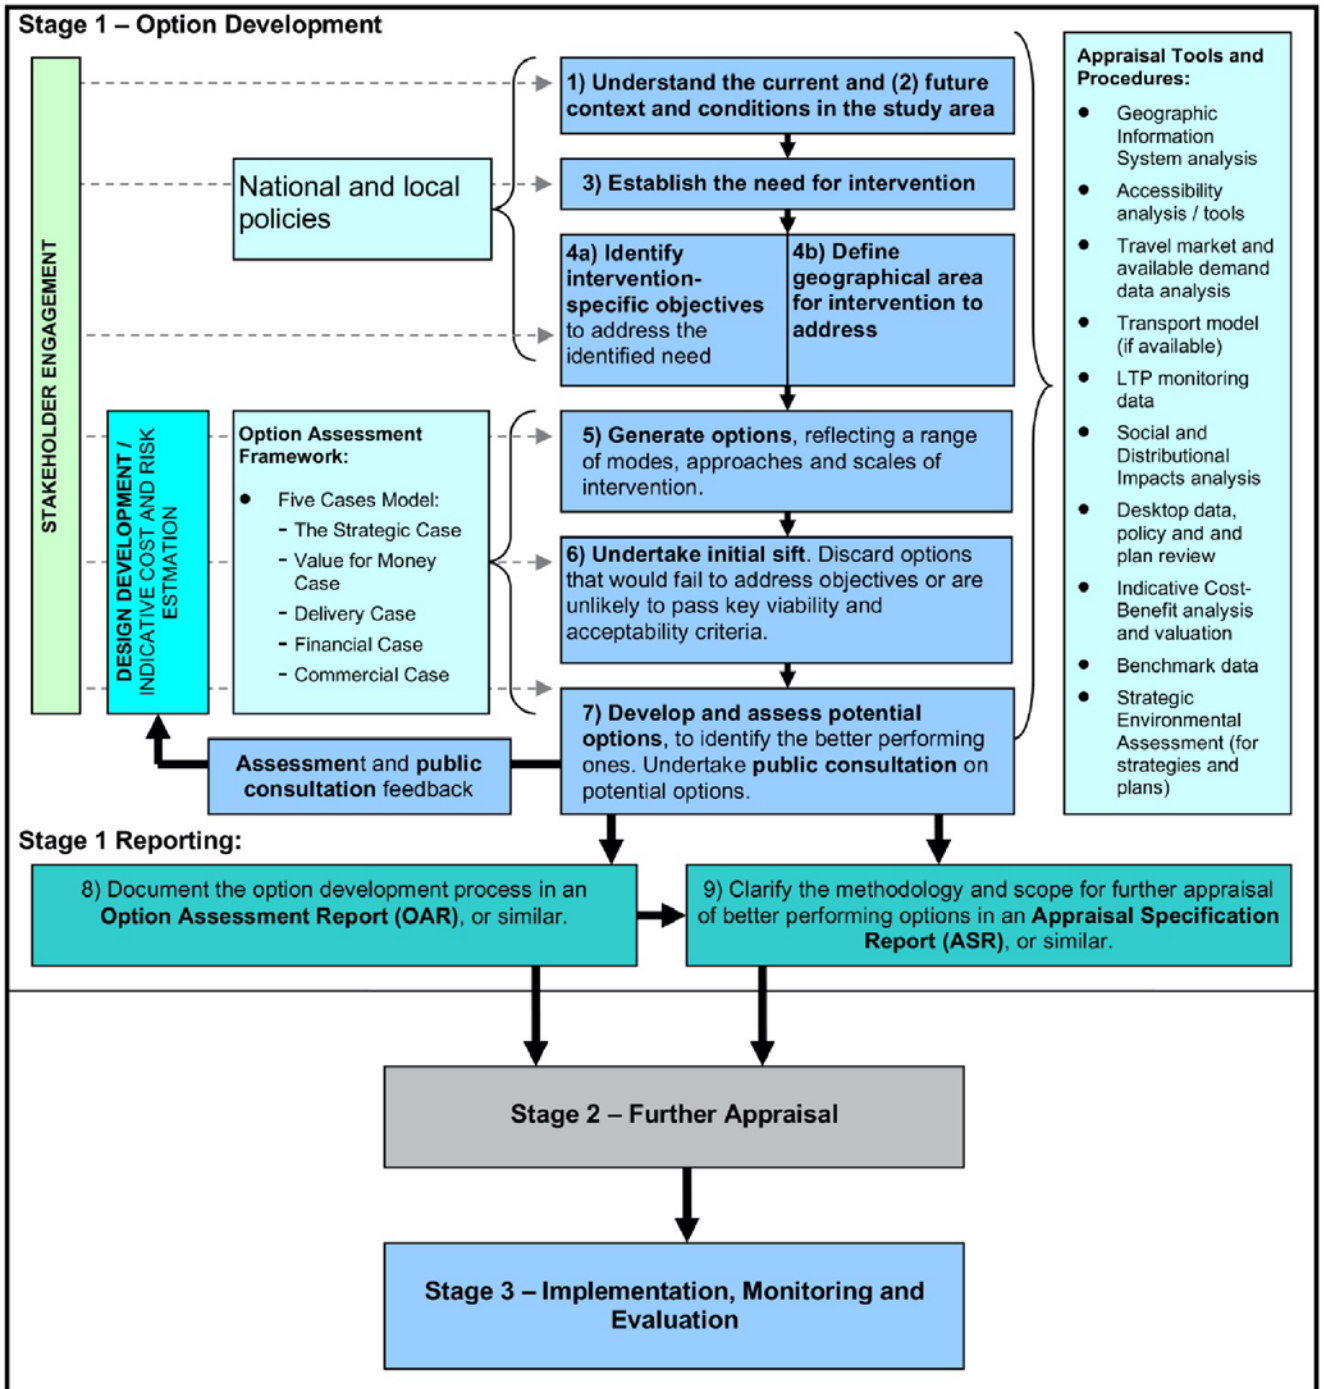 Stage 1 – Option Development
STAKEHOLDER ENGAGEMENT
National and local
policies
1) Understand the current and (2) future
context and conditions in the study area
3) Establish the need for intervention
4a) Identify
intervention-
specific objectives
to address the
identified need
4b) Define
geographical area
for intervention to
address
DESIGN DEVELOPMENT /
INDICATIVE COST AND RISK
ESTMATION
Option Assessment
Framework:
● Five Cases Model:
- The Strategic Case
- Value for Money
Case
- Delivery Case
- Financial Case
- Commercial Case
5) Generate options, reflecting a range
of modes, approaches and scales of
intervention.
6) Undertake initial sift. Discard options
that would fail to address objectives or are
unlikely to pass key viability and
acceptability criteria.
7) Develop and assess potential
options, to identify the better performing
ones. Undertake public consultation on
potential options.
Assessment and public
consultation feedback
Appraisal Tools and
Procedures:
● Geographic
Information
System analysis
● Accessibility
analysis / tools
● Travel market and
available demand
data analysis
● Transport model
(if available)
● LTP monitoring
data
● Social and
Distributional
Impacts analysis
● Desktop data,
policy and and
plan review
● Indicative Cost-
Benefit analysis
and valuation
● Benchmark data
● Strategic
Environmental
Assessment (for
strategies and
plans)
Stage 1 Reporting:
8) Document the option development process in an
Option Assessment Report (OAR), or similar.
9) Clarify the methodology and scope for further appraisal
of better performing options in an Appraisal Specification
Report (ASR), or similar.
Stage 2 – Further Appraisal
Stage 3 – Implementation, Monitoring and
Evaluation